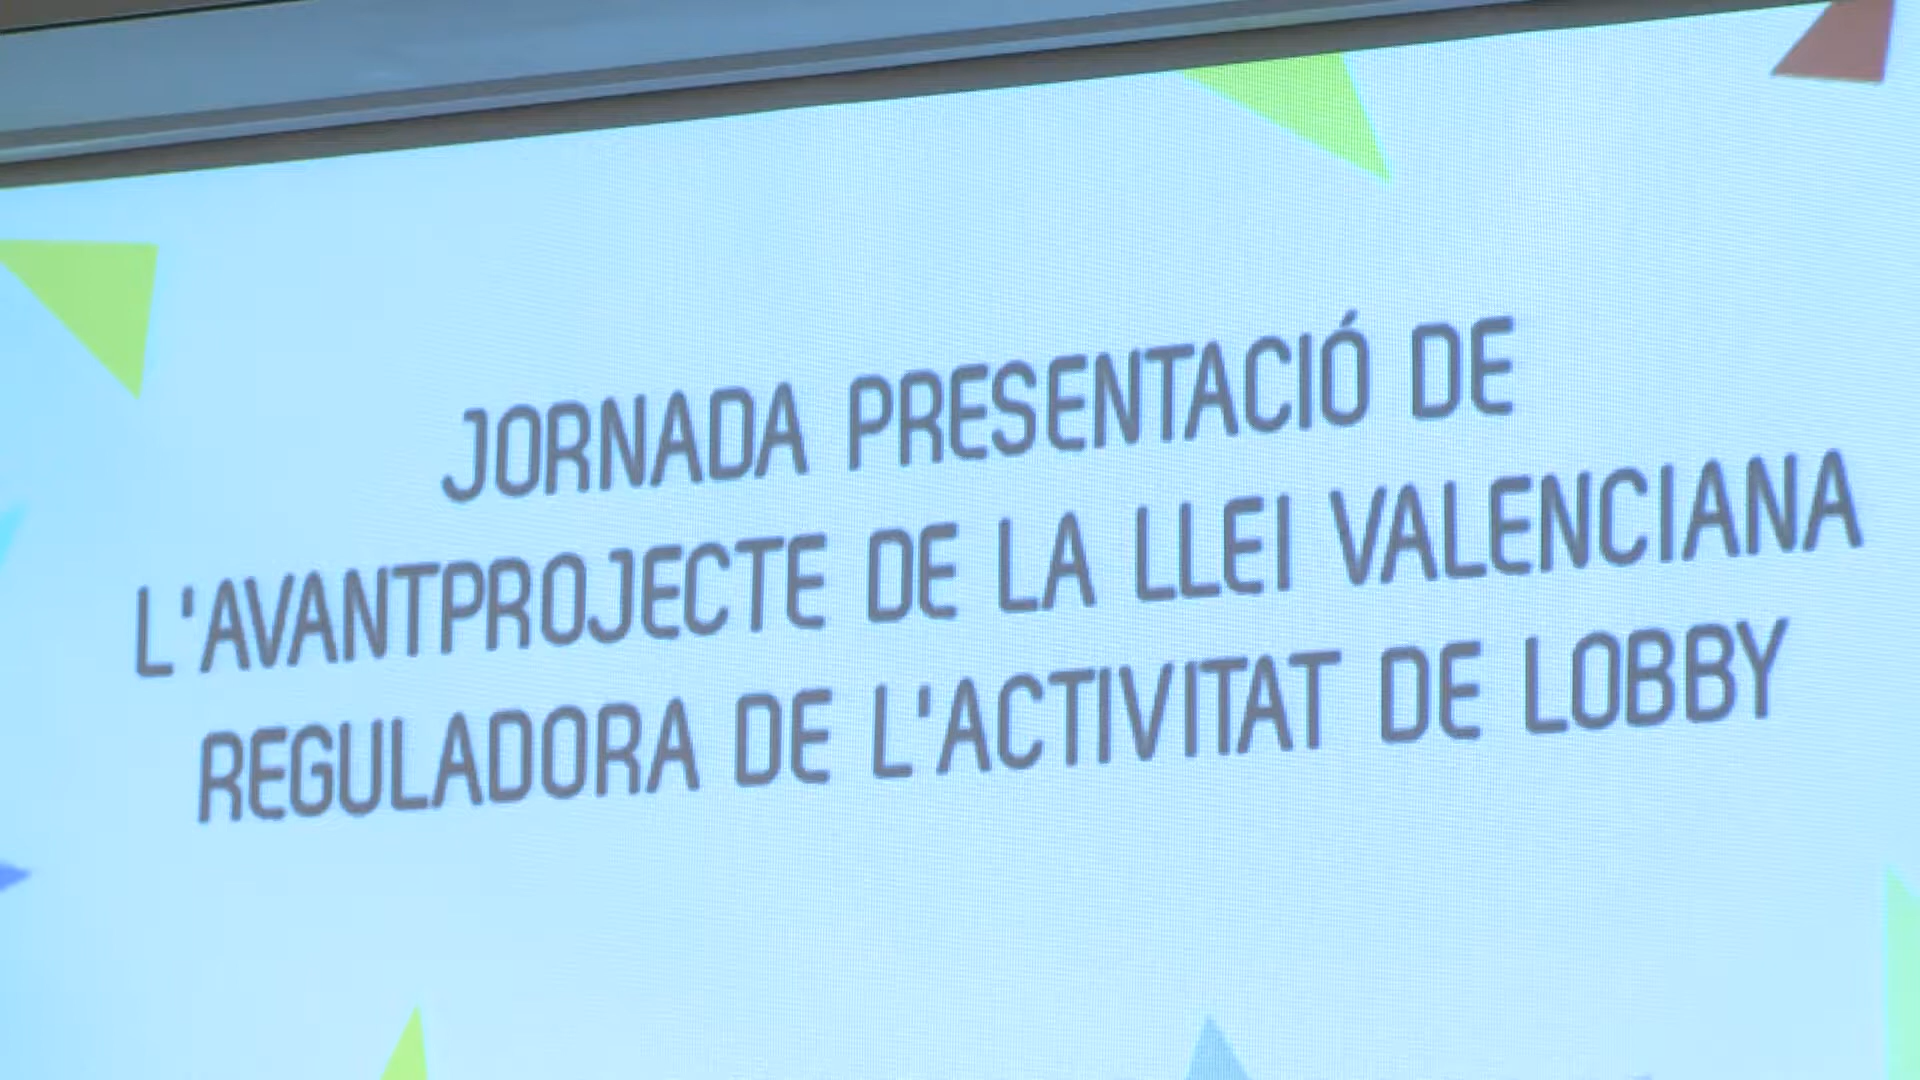 JORNADA PRESENTACIÓ DE
L'AVANTPROJECTE DE LA LLEI VALENCIANA
REGULADORA DE L'ACTIVITAT DE LOBBY